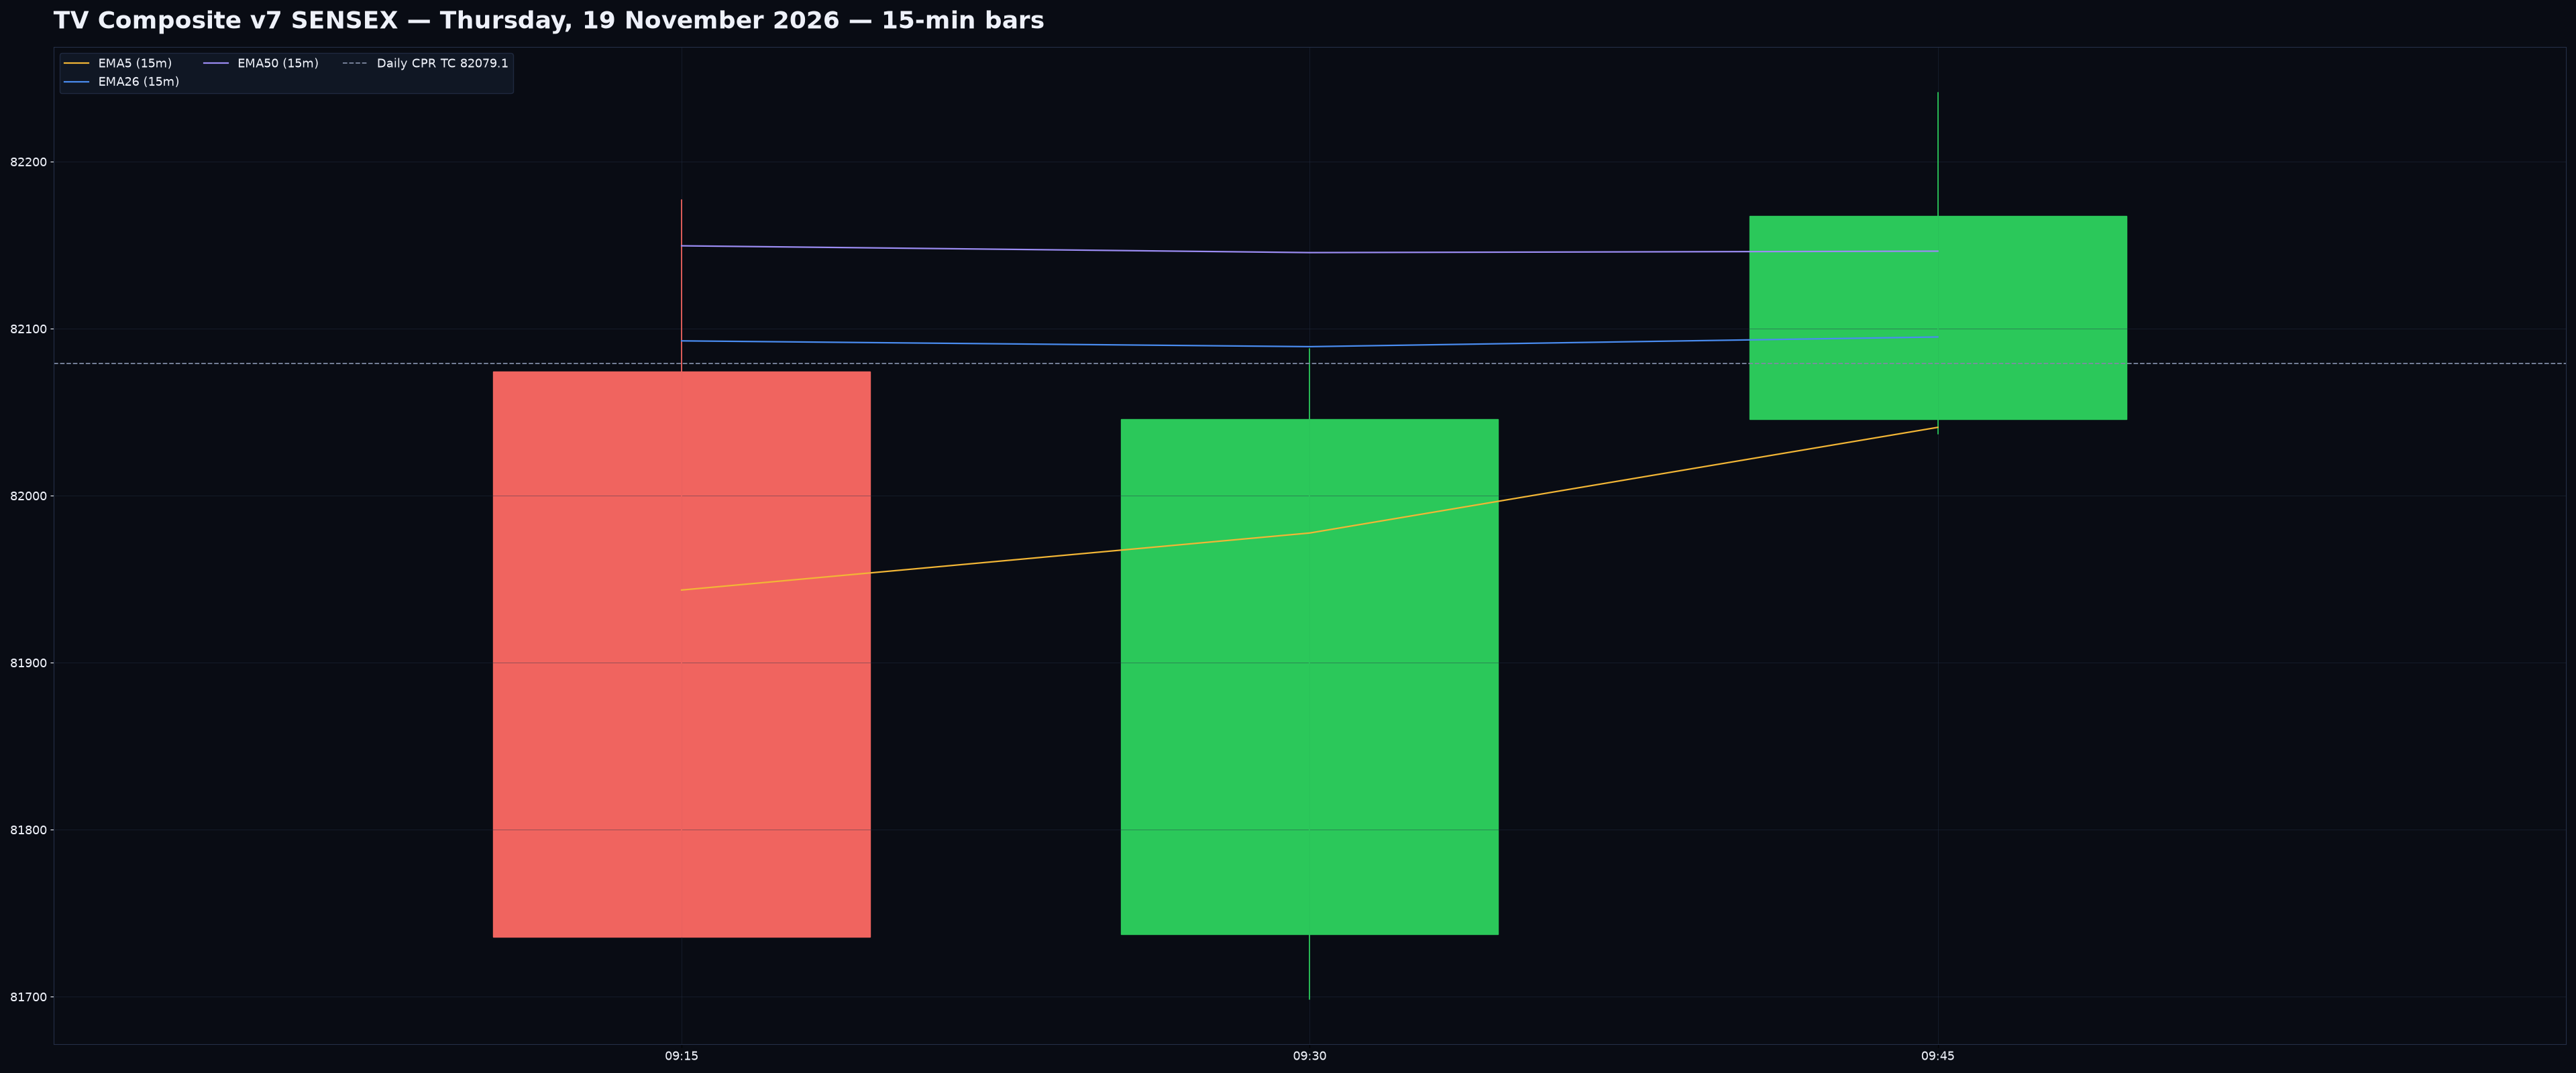 TV Composite v7 SENSEX — Thursday, 19 November 2026 — 15-min bars
EMA5 (15m) EMA50 (15m) Daily CPR TC 82079.1
EMA26 (15m)
82200
82100
82000
81900
81800
81700
09:15 09:30 09:45